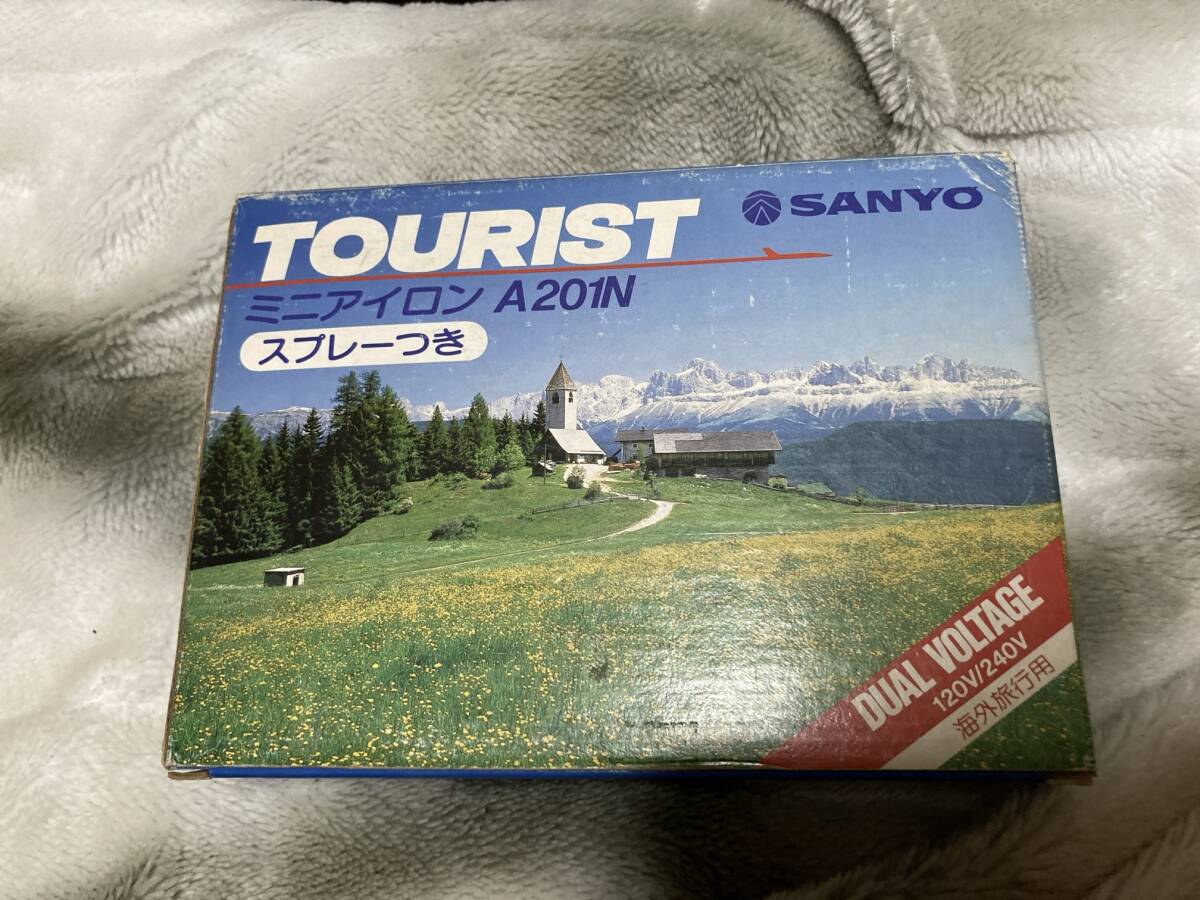 TOURIST
SANYO
ミニアイロン A201N
スプレーつき
DUAL VOLTAGE
120V/240V
海外旅行用